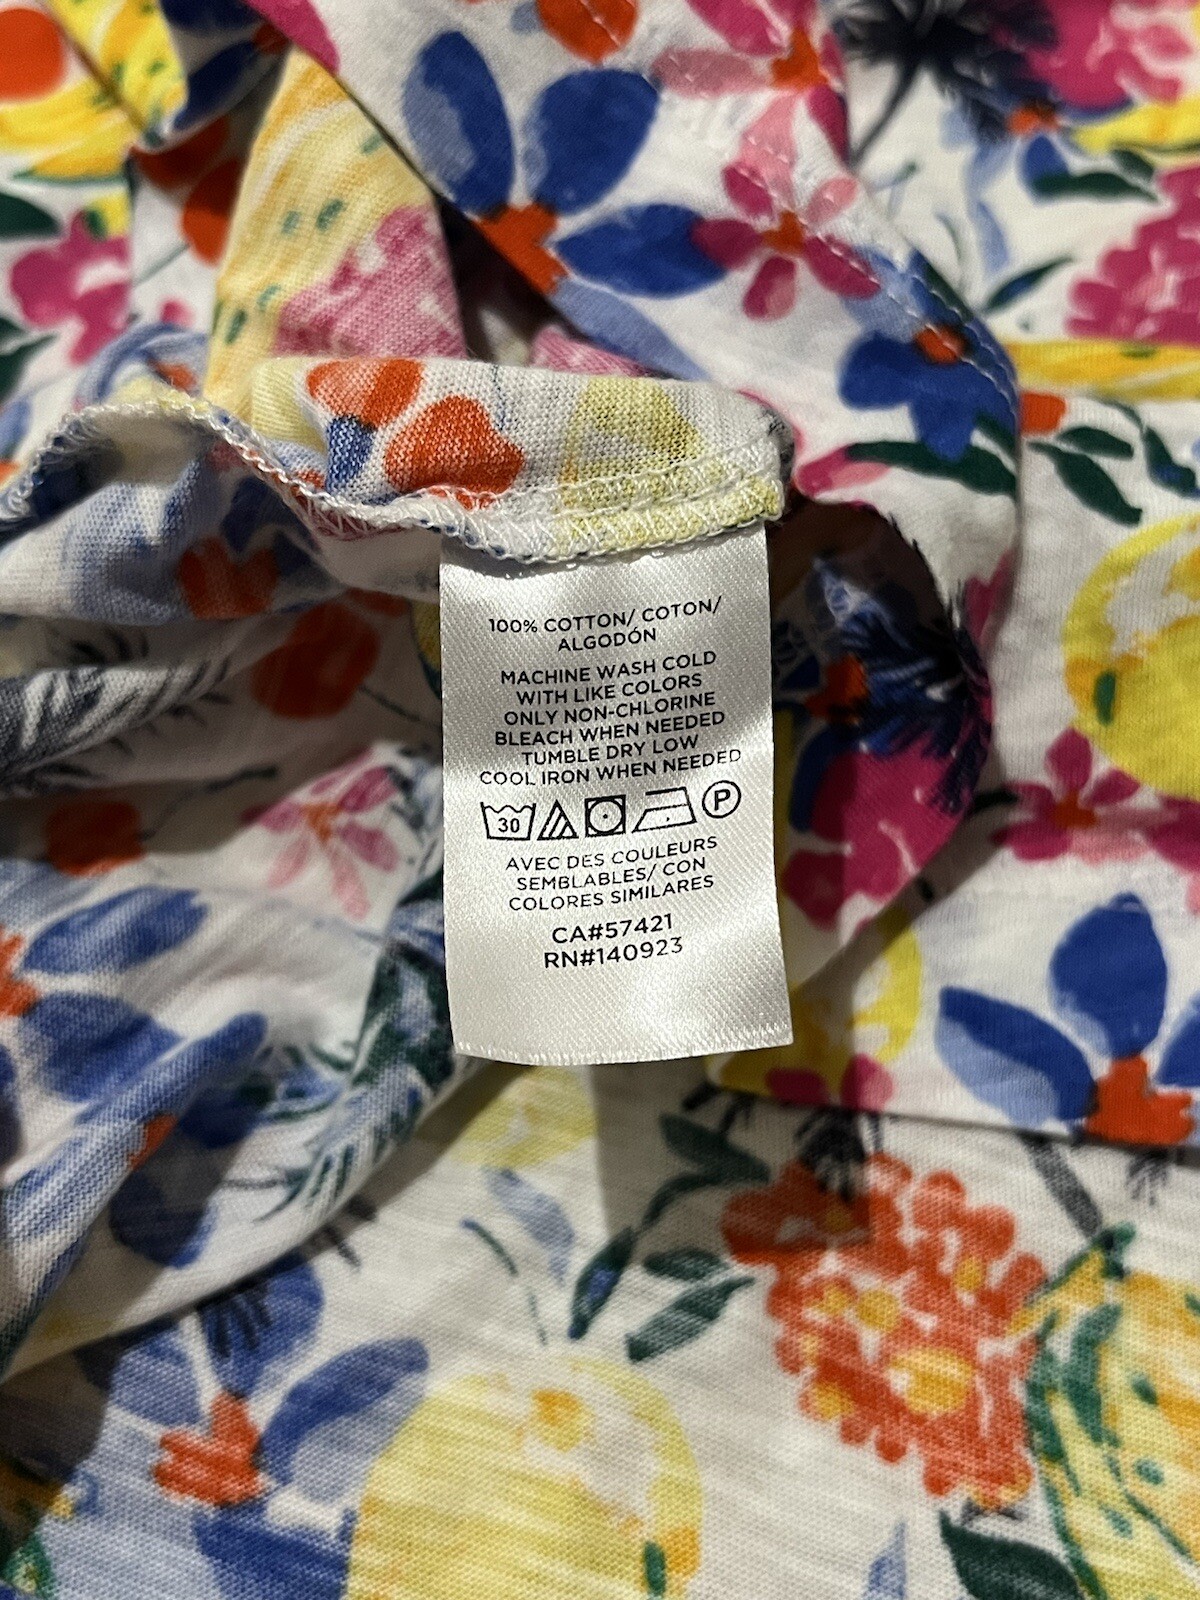 100% COTTON/ COTON/
ALGODÓN
MACHINE WASH COLD
WITH LIKE COLORS
ONLY NON-CHLORINE
BLEACH WHEN NEEDED
TUMBLE DRY LOW
COOL IRON WHEN NEEDED
30 P
AVEC DES COULEURS
SEMBLABLES/ CON
COLORES SIMILARES
CA#57421
RN#140923